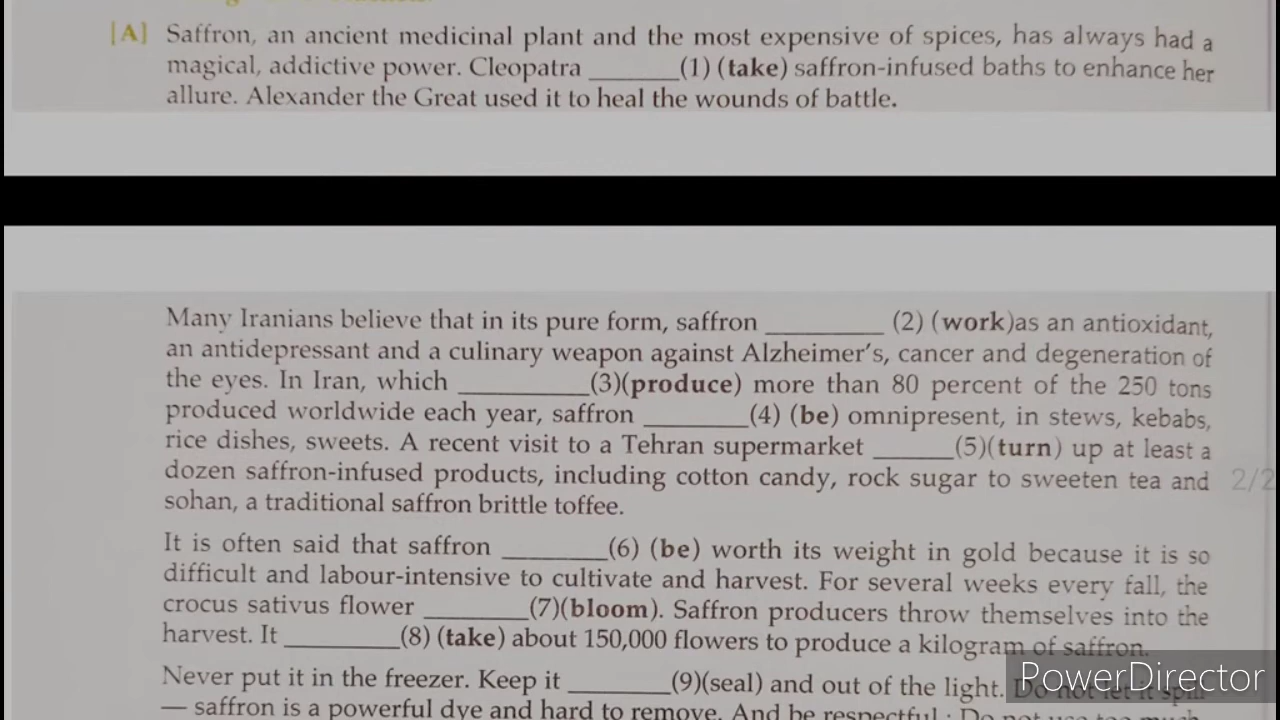 [A] Saffron, an ancient medicinal plant and the most expensive of spices, has always had a
magical, addictive power. Cleopatra ________(1) (take) saffron-infused baths to enhance her
allure. Alexander the Great used it to heal the wounds of battle.
Many Iranians believe that in its pure form, saffron __________ (2) (work)as an antioxidant,
an antidepressant and a culinary weapon against Alzheimer's, cancer and degeneration of
the eyes. In Iran, which ___________(3)(produce) more than 80 percent of the 250 tons
produced worldwide each year, saffron _________(4) (be) omnipresent, in stews, kebabs,
rice dishes, sweets. A recent visit to a Tehran supermarket _______(5)(turn) up at least a
dozen saffron-infused products, including cotton candy, rock sugar to sweeten tea and
2/2
sohan, a traditional saffron brittle toffee.
It is often said that saffron _________(6) (be) worth its weight in gold because it is so
difficult and labour-intensive to cultivate and harvest. For several weeks every fall, the
crocus sativus flower _________(7)(bloom). Saffron producers throw themselves into the
harvest. It __________(8) (take) about 150,000 flowers to produce a kilogram of saffron.
Never put it in the freezer. Keep it _________(9)(seal) and out of the light. Do not let it spill
— saffron is a powerful dye and hard to remove. And be respectful : Do not use too much
PowerDirector